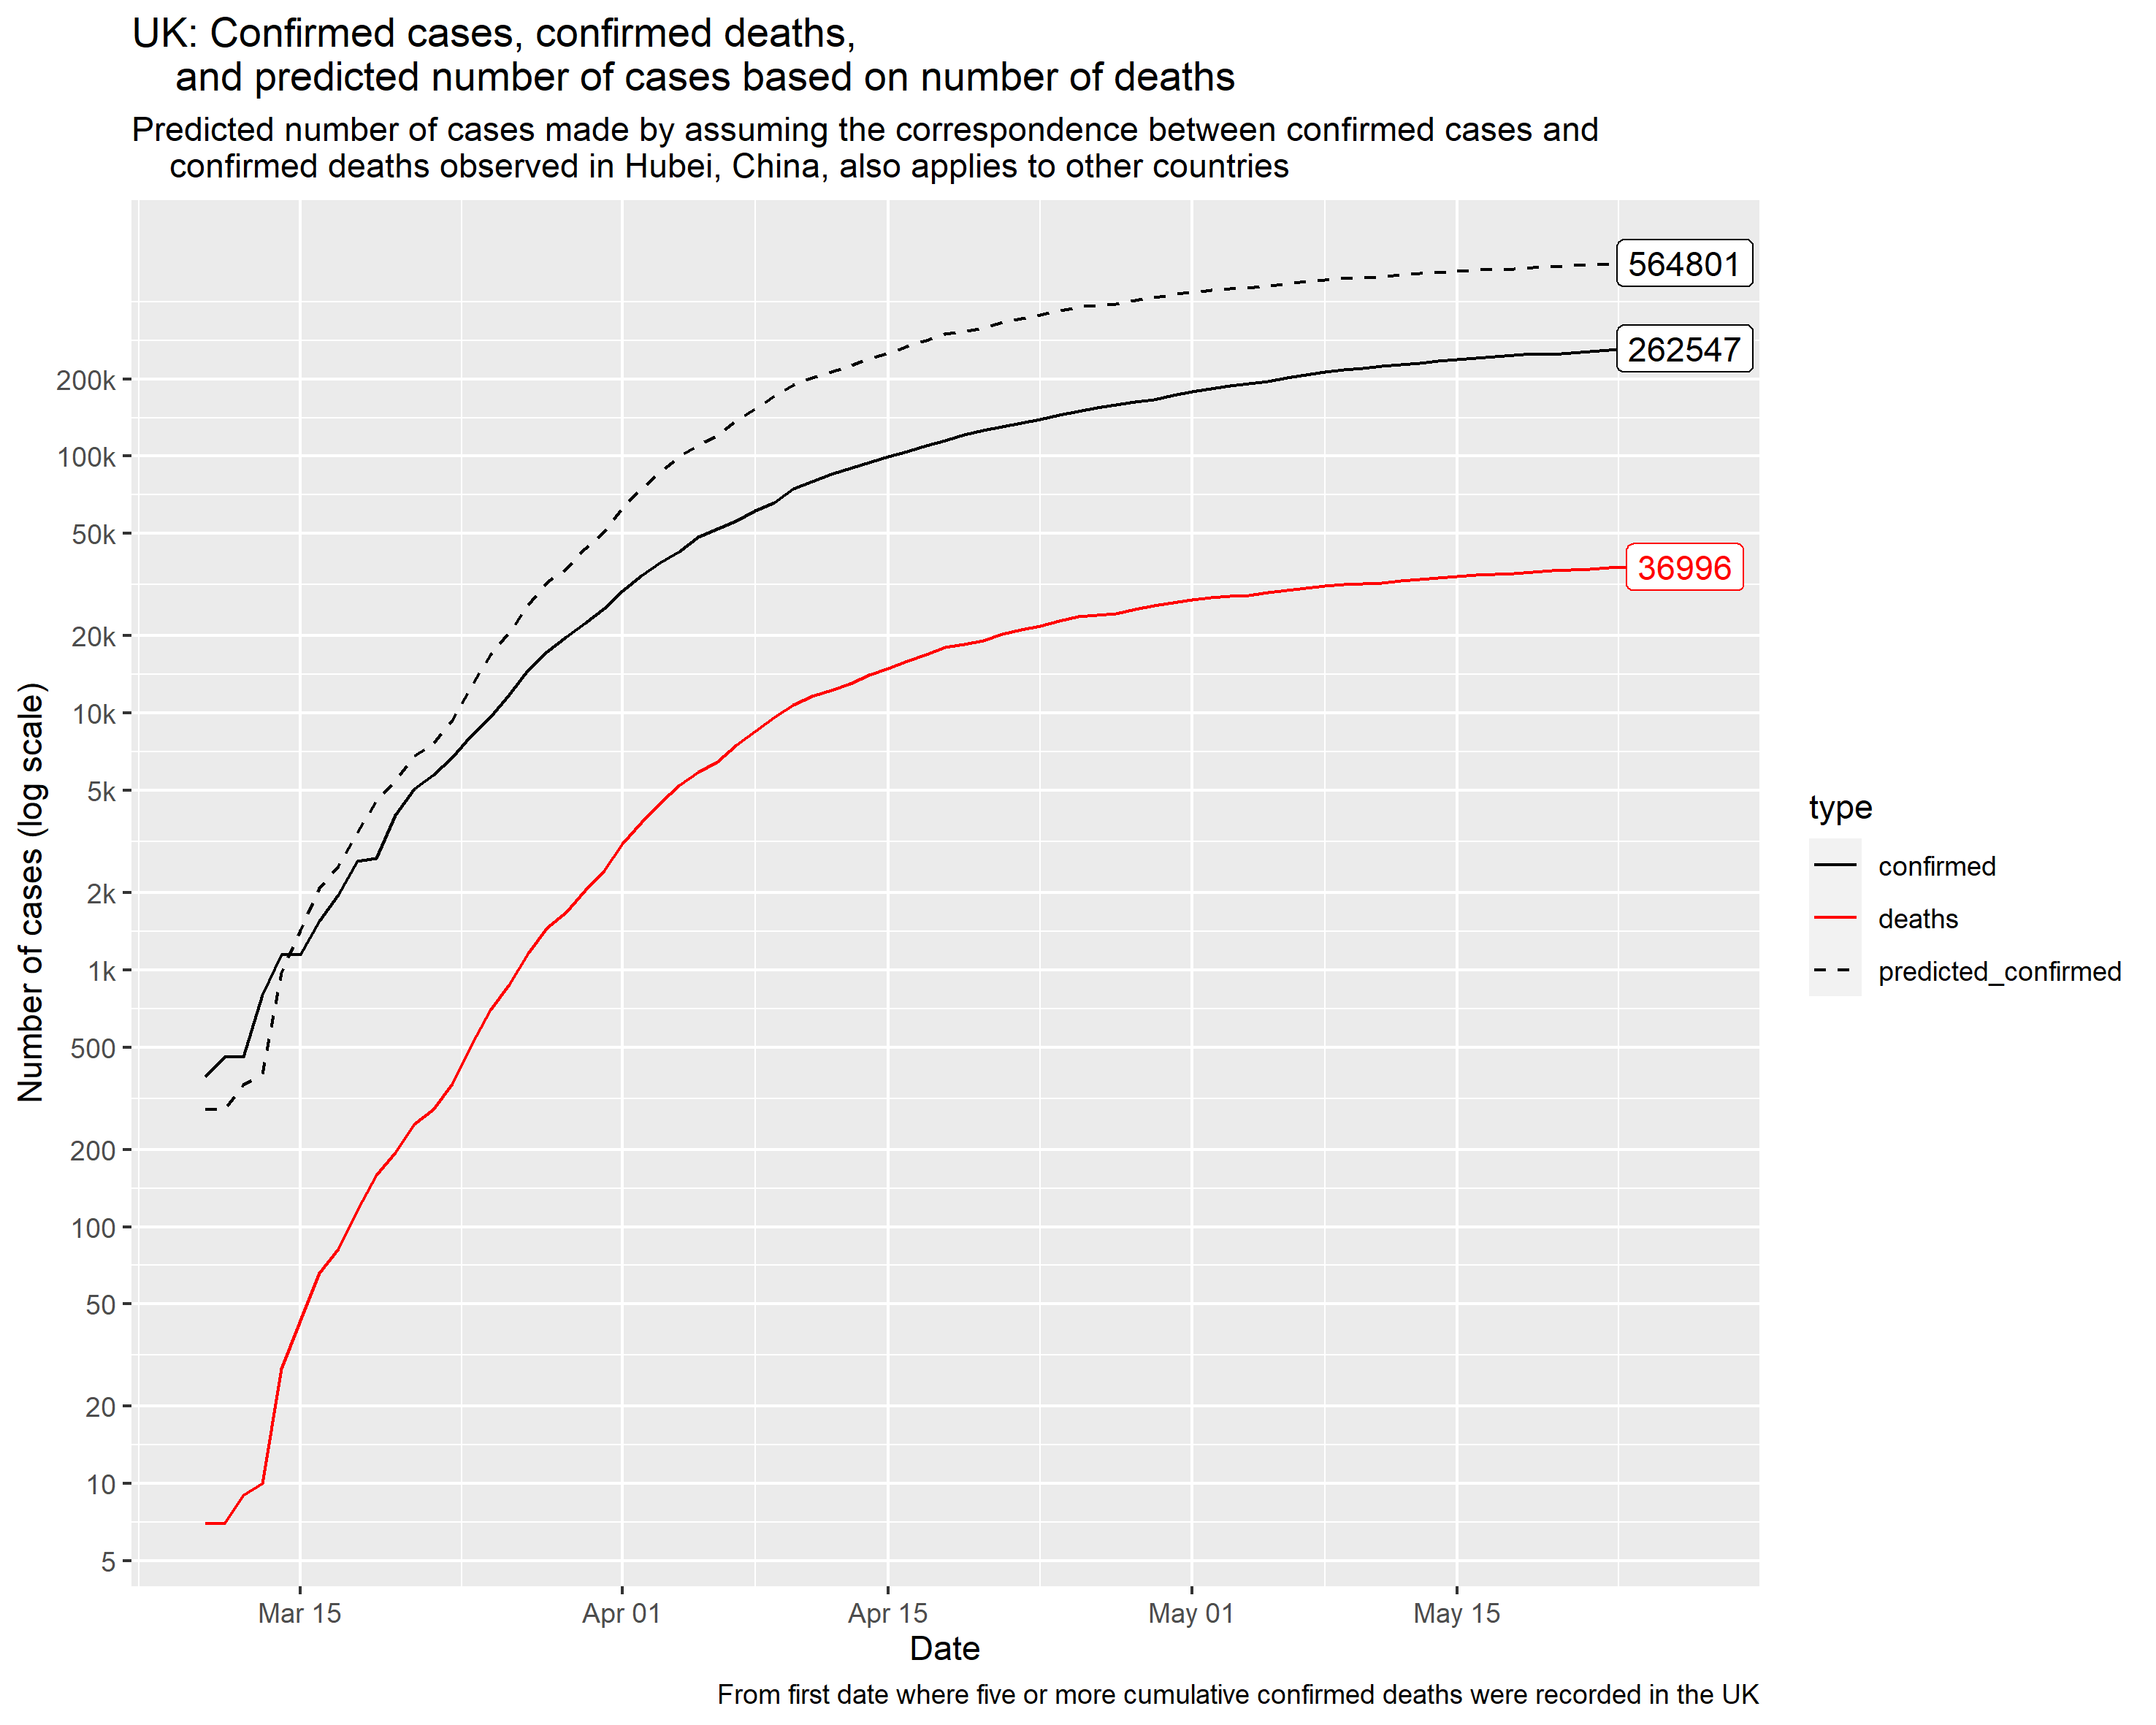 UK: Confirmed cases, confirmed deaths,
and predicted number of cases based on number of deaths
Predicted number of cases made by assuming the correspondence between confirmed cases and
confirmed deaths observed in Hubei, China, also applies to other countries
Number of cases (log scale)
200k
100k
50k
20k
10k
5k
2k
1k
500
200
100
50
20
10
5
564801
262547
36996
type
confirmed
deaths
predicted_confirmed
Mar 15
Apr 01
Apr 15
May 01
May 15
Date
From first date where five or more cumulative confirmed deaths were recorded in the UK